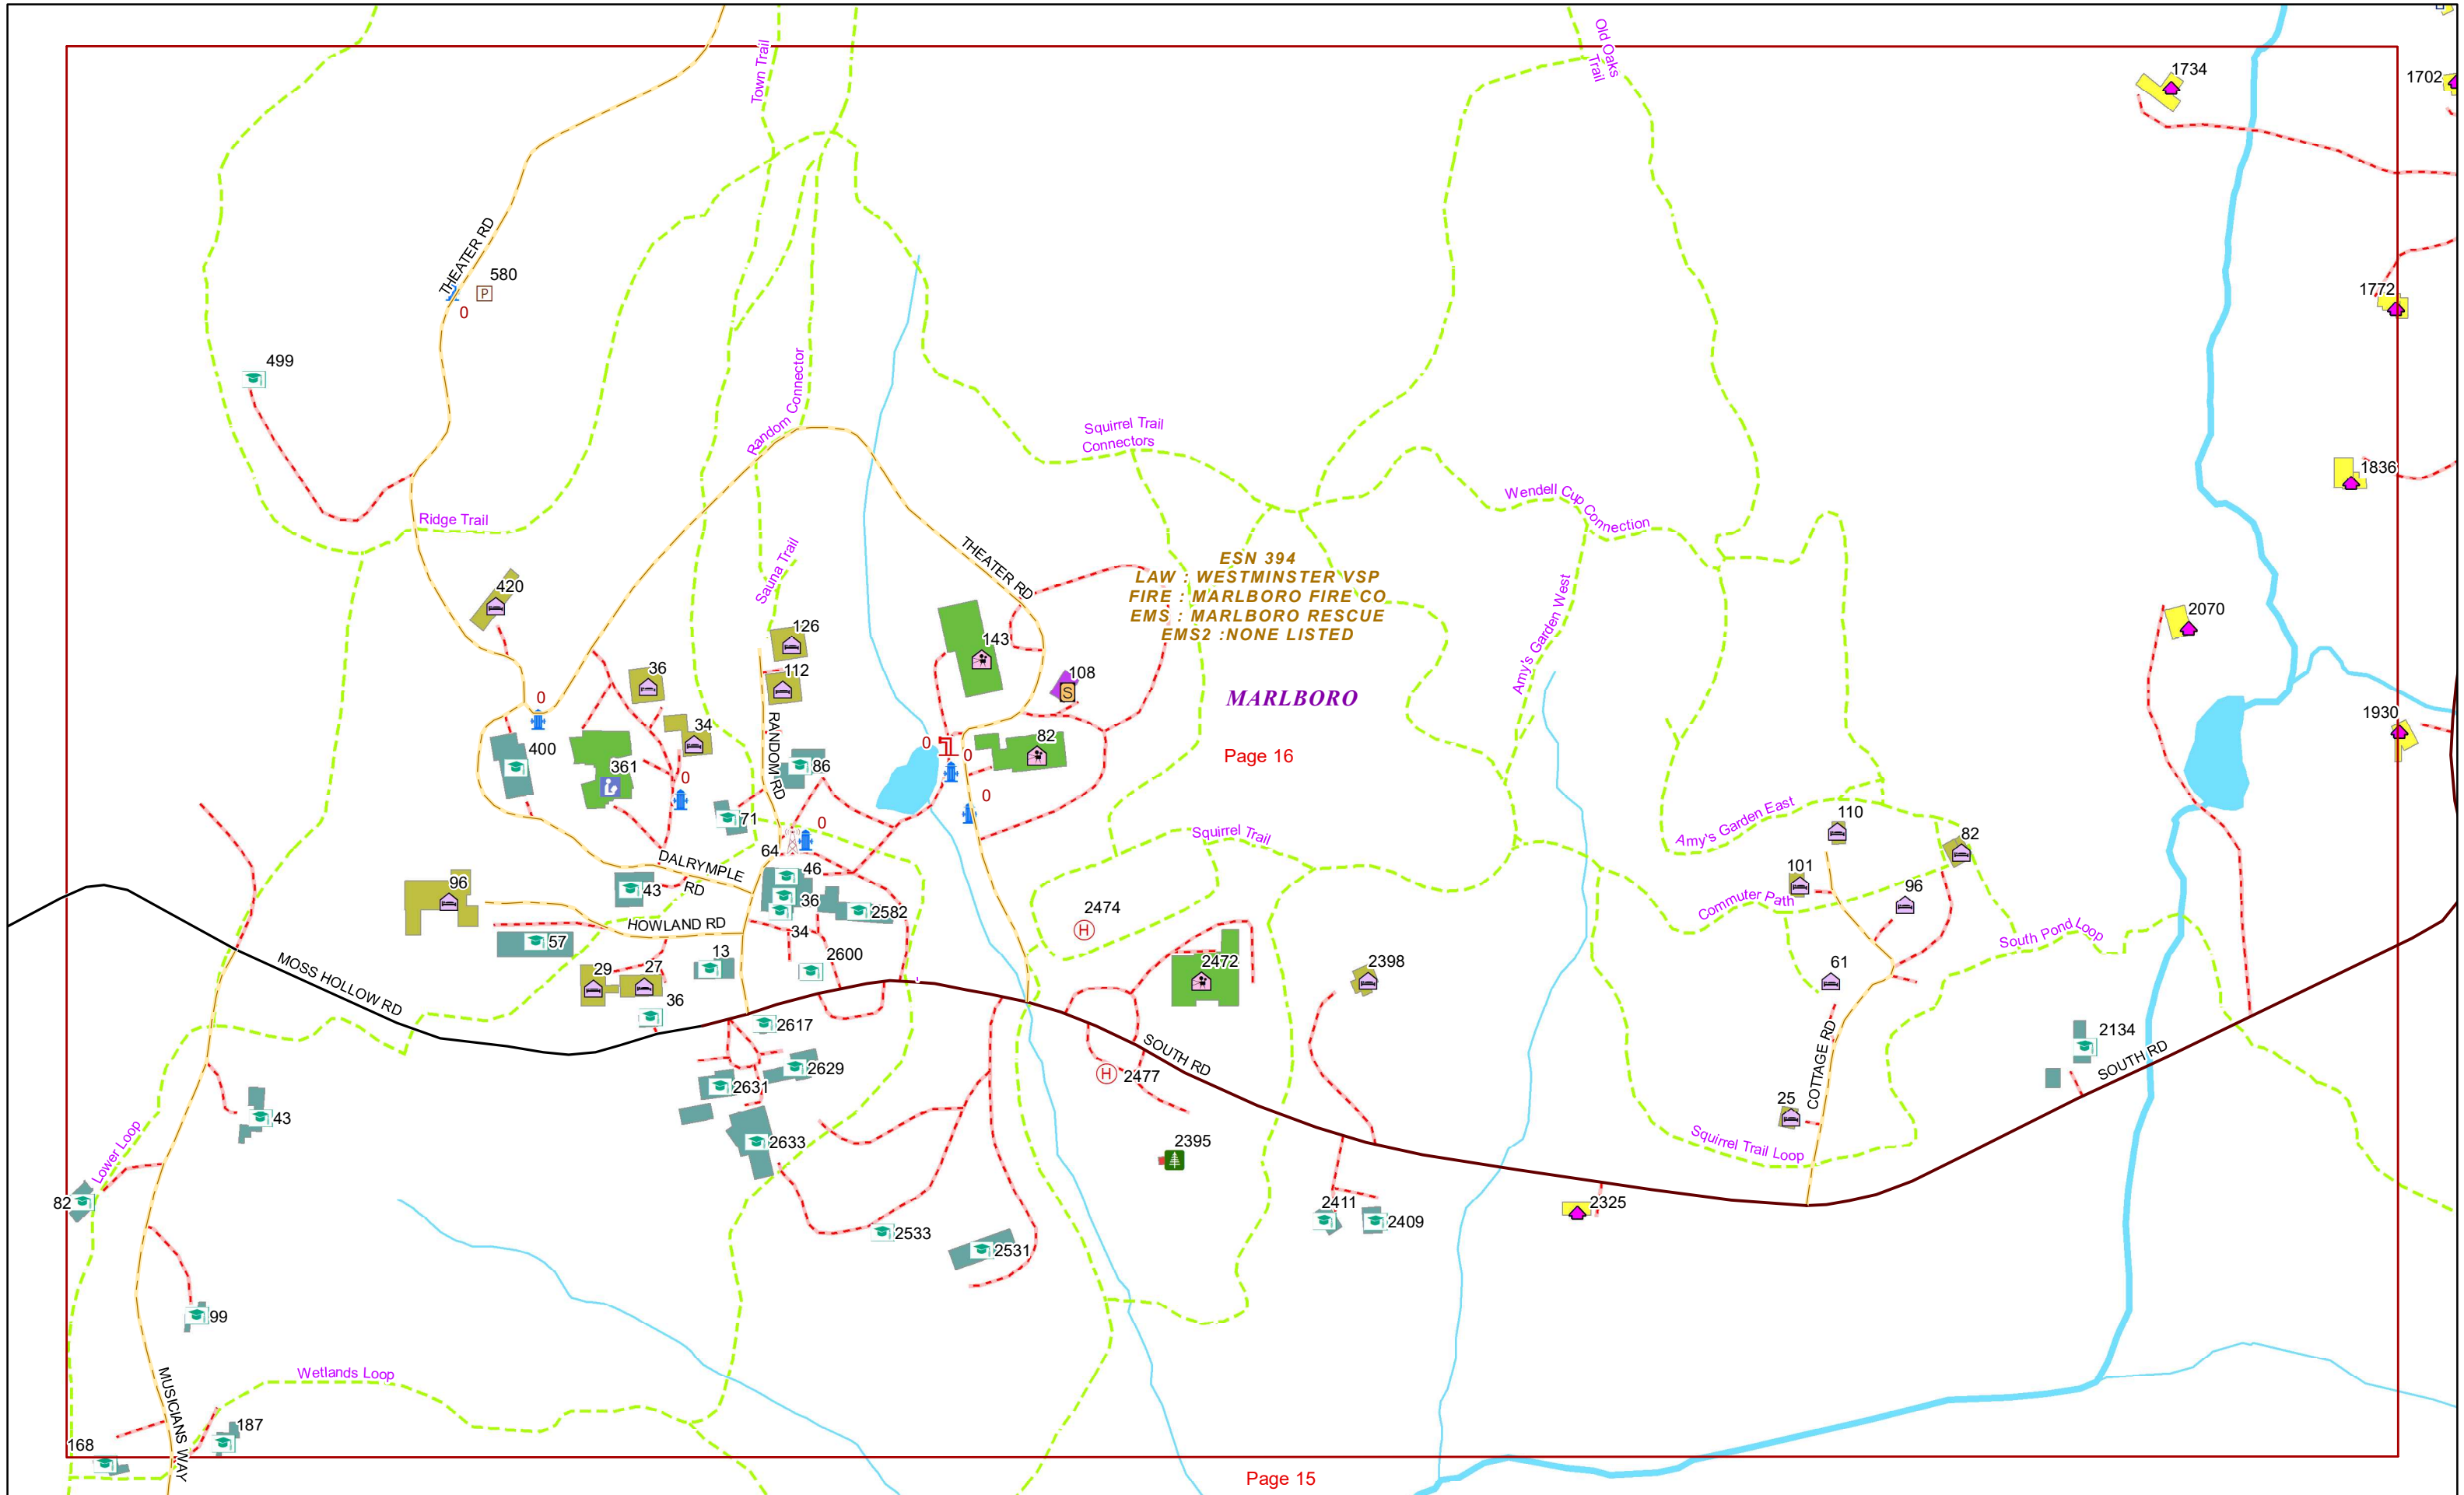 Old Oaks
Trail
Town Trail
1734
1702
THEATER RD
580
P
0
1772
499
Random Connector
Squirrel Trail
Connectors
1836
Wendell Cup Connection
Ridge Trail
THEATER RD
Sauna Trail
ESN 394
LAW : WESTMINSTER VSP
FIRE : MARLBORO FIRE CO
EMS : MARLBORO RESCUE
EMS2 :NONE LISTED
Amy's Garden West
420
2070
126
143
36
112
108
S
MARLBORO
0
34
1930
400
RANDOM RD
0
0
82
Page 16
361
86
0
0
71
0
Amy's Garden East
110
Squirrel Trail
82
64
DALRYMPLE
RD
46
101
96
43
96
36
2582
2474
H
Commuter Path
HOWLAND RD
34
57
South Pond Loop
13
2600
2472
2398
61
29
27
MOSS HOLLOW RD
36
2617
COTTAGE RD
2134
SOUTH RD
SOUTH RD
2629
H
2477
2631
25
43
2633
2395
Squirrel Trail Loop
Lower Loop
82
2411
2409
2325
2533
2531
99
Wetlands Loop
MUSICIANS WAY
187
168
Page 15